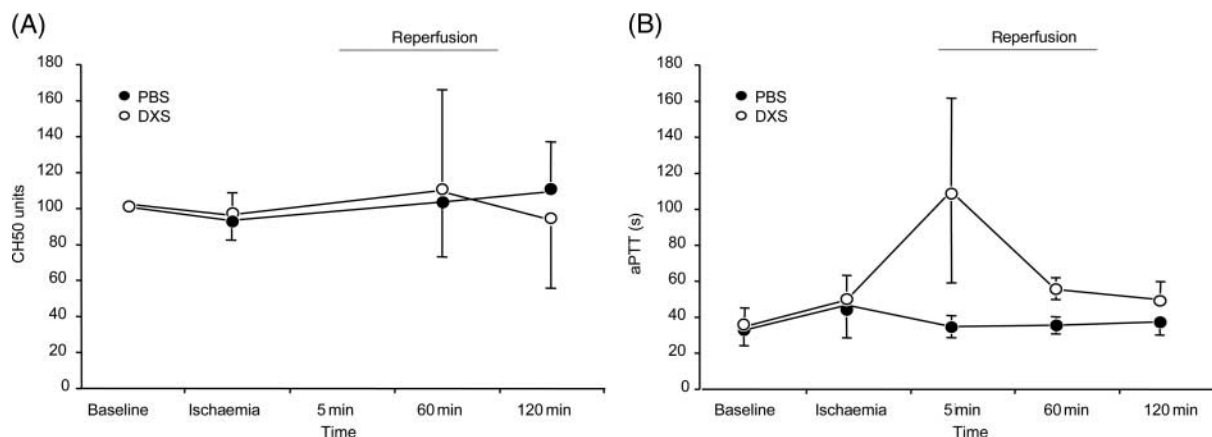 (A)
Reperfusion
180
160
140
120
100
80
60
40
20
0
CH50 units
PBS
DXS
Baseline Ischaemia 5 min 60 min 120 min
Time
(B)
Reperfusion
180
160
140
120
100
80
60
40
20
0
aPTT (s)
PBS
DXS
Baseline Ischaemia 5 min 60 min 120 min
Time